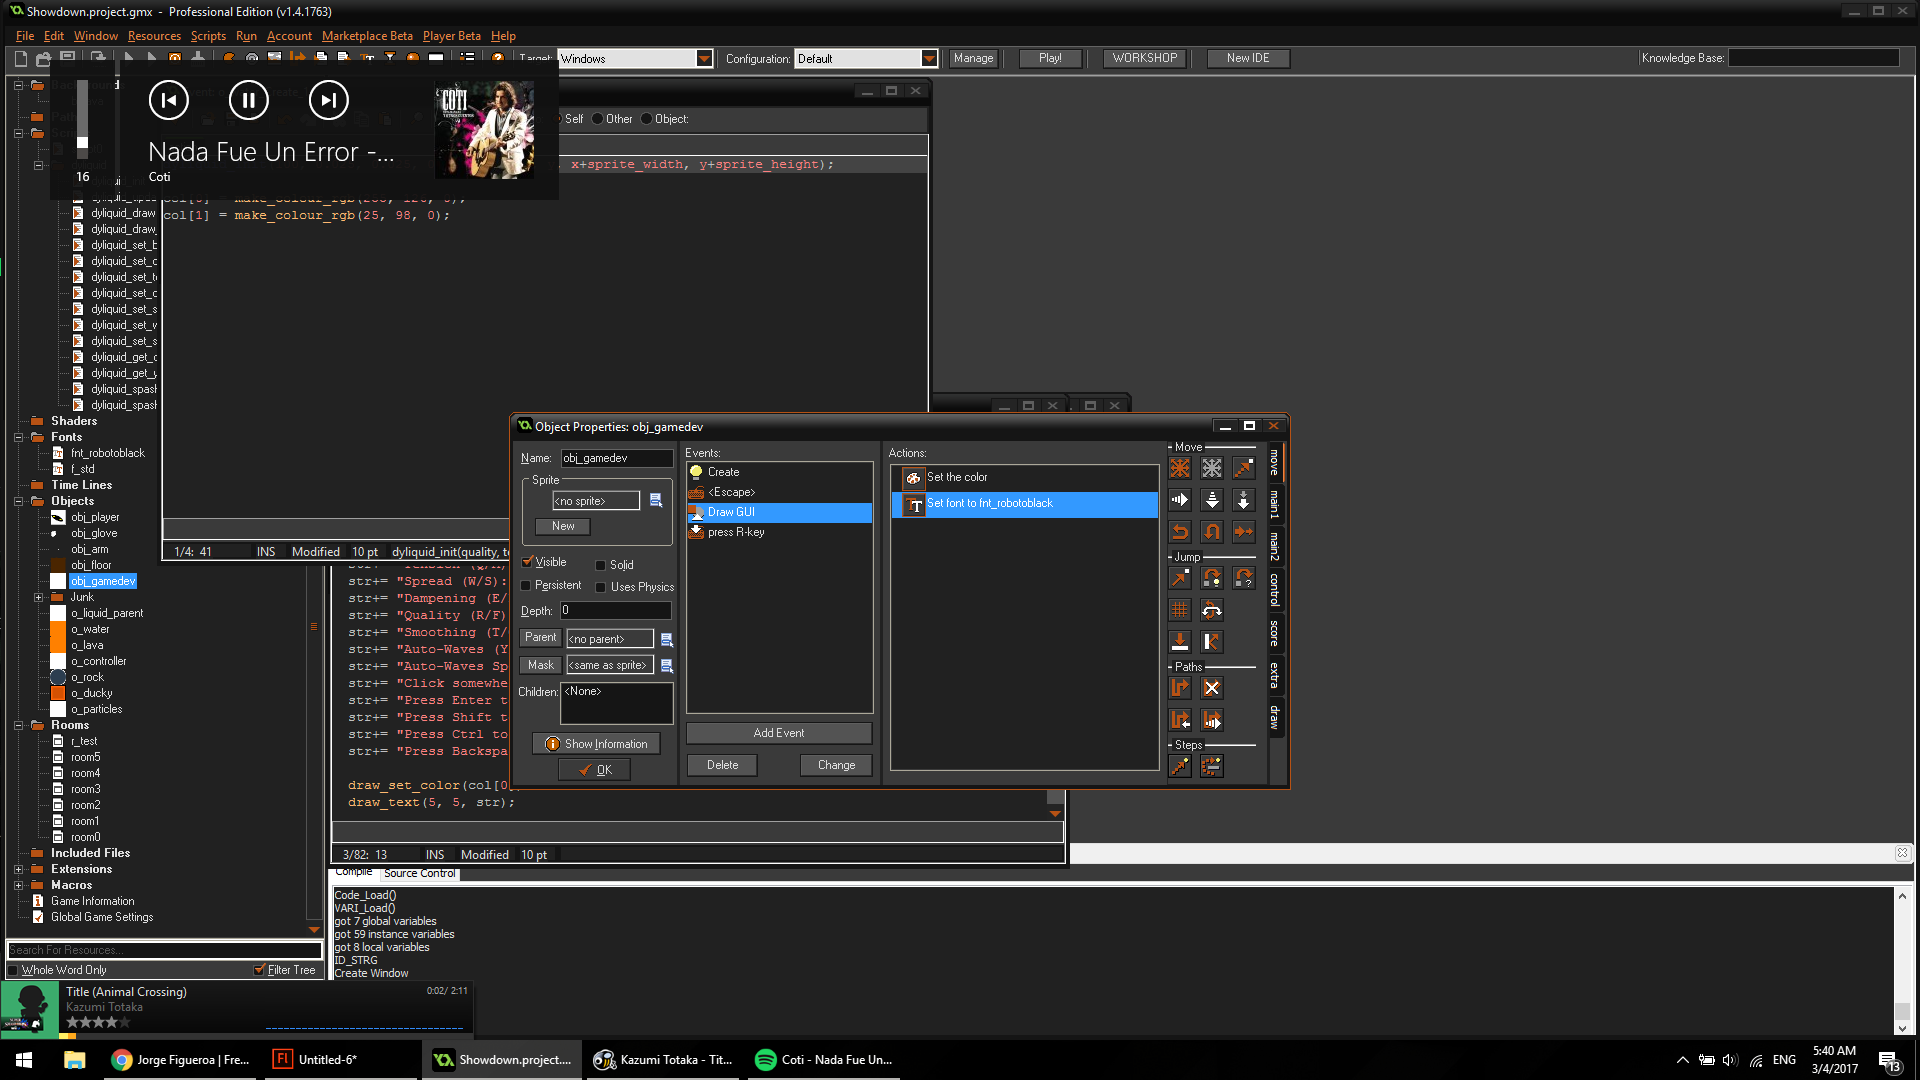 Showdown.project.gmx  -  Professional Edition (v1.4.1763)
File Edit Window Resources Scripts Run Account Marketplace Beta Player Beta Help
Target: Windows Configuration: Default Manage Play! WORKSHOP New IDE Knowledge Base:
Nada Fue Un Error -...
16
Coti
COTI
Self Other Object:
x+sprite_width, y+sprite_height);
col[1] = make_colour_rgb(25, 98, 0);
dyliquid_draw
dyliquid_draw_
dyliquid_set_b
dyliquid_set_c
dyliquid_set_t
dyliquid_set_c
dyliquid_set_s
dyliquid_set_v
dyliquid_set_s
dyliquid_get_c
dyliquid_get_y
dyliquid_spash
dyliquid_spash
Shaders
Fonts
fnt_robotoblack
f_std
Time Lines
Objects
obj_player
obj_glove
obj_arm
obj_floor
obj_gamedev
Junk
o_liquid_parent
o_water
o_lava
o_controller
o_rock
o_ducky
o_particles
Rooms
r_test
room5
room4
room3
room2
room1
room0
Included Files
Extensions
Macros
Game Information
Global Game Settings
Search For Resources...
Whole Word Only Filter Tree
1/4: 41 INS Modified 10 pt dyliquid_init(quality, te
str+= "Spread (W/S):
str+= "Dampening (E/
str+= "Quality (R/F)
str+= "Smoothing (T/
str+= "Auto-Waves (Y
str+= "Auto-Waves Sp
str+= "Click somewhe
str+= "Press Enter t
str+= "Press Shift t
str+= "Press Ctrl to
str+= "Press Backspa
draw_set_color(col[0
draw_text(5, 5, str);
3/82: 13 INS Modified 10 pt
Object Properties: obj_gamedev
Name: obj_gamedev
Sprite
<no sprite>
New
Visible Solid
Persistent Uses Physics
Depth: 0
Parent <no parent>
Mask <same as sprite>
Children: <None>
Show Information
OK
Events:
Create
<Escape>
Draw GUI
press R-key
Add Event
Delete Change
Actions:
Set the color
Set font to fnt_robotoblack
Move
Jump
Paths
Steps
move
main1
main2
control
score
extra
draw
Compile Source Control
Code_Load()
VARI_Load()
got 7 global variables
got 59 instance variables
got 8 local variables
ID_STRG
Create Window
Title (Animal Crossing) 0:02/ 2:11
Kazumi Totaka
Jorge Figueroa | Fre... Untitled-6* Showdown.project.... Kazumi Totaka - Tit... Coti - Nada Fue Un...
ENG 5:40 AM
3/4/2017
13